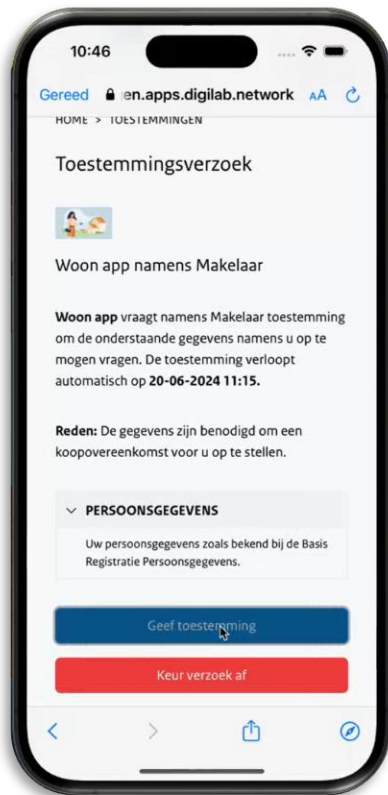 10:46
Gereed en.apps.digilab.network AA
HOME > TOESTEMMINGEN
Toestemmingsverzoek
Woon app namens Makelaar
Woon app vraagt namens Makelaar toestemming
om de onderstaande gegevens namens u op te
mogen vragen. De toestemming verloopt
automatisch op 20-06-2024 11:15.
Reden: De gegevens zijn benodigd om een
koopovereenkomst voor u op te stellen.
PERSOONSGEGEVENS
Uw persoonsgegevens zoals bekend bij de Basis
Registratie Persoonsgegevens.
Geef toestemming
Keur verzoek af